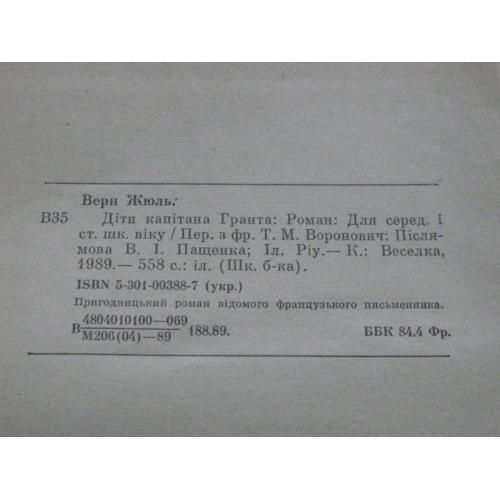 Верн Жюль.
В35 Діти капітана Гранта: Роман: Для серед. і
ст. шк. віку / Пер. з фр. Т. М. Воронович; Після-
мова В. І. Пащенка; Іл. Ріу.— К.: Веселка,
1989.— 558 с.: іл. (Шк. б-ка).
ISBN 5-301-00388-7 (укр.)
Пригодницький роман відомого французького письменника.
В 4804010100—069
М206(04)—89 188.89. ББК 84.4 Фр.